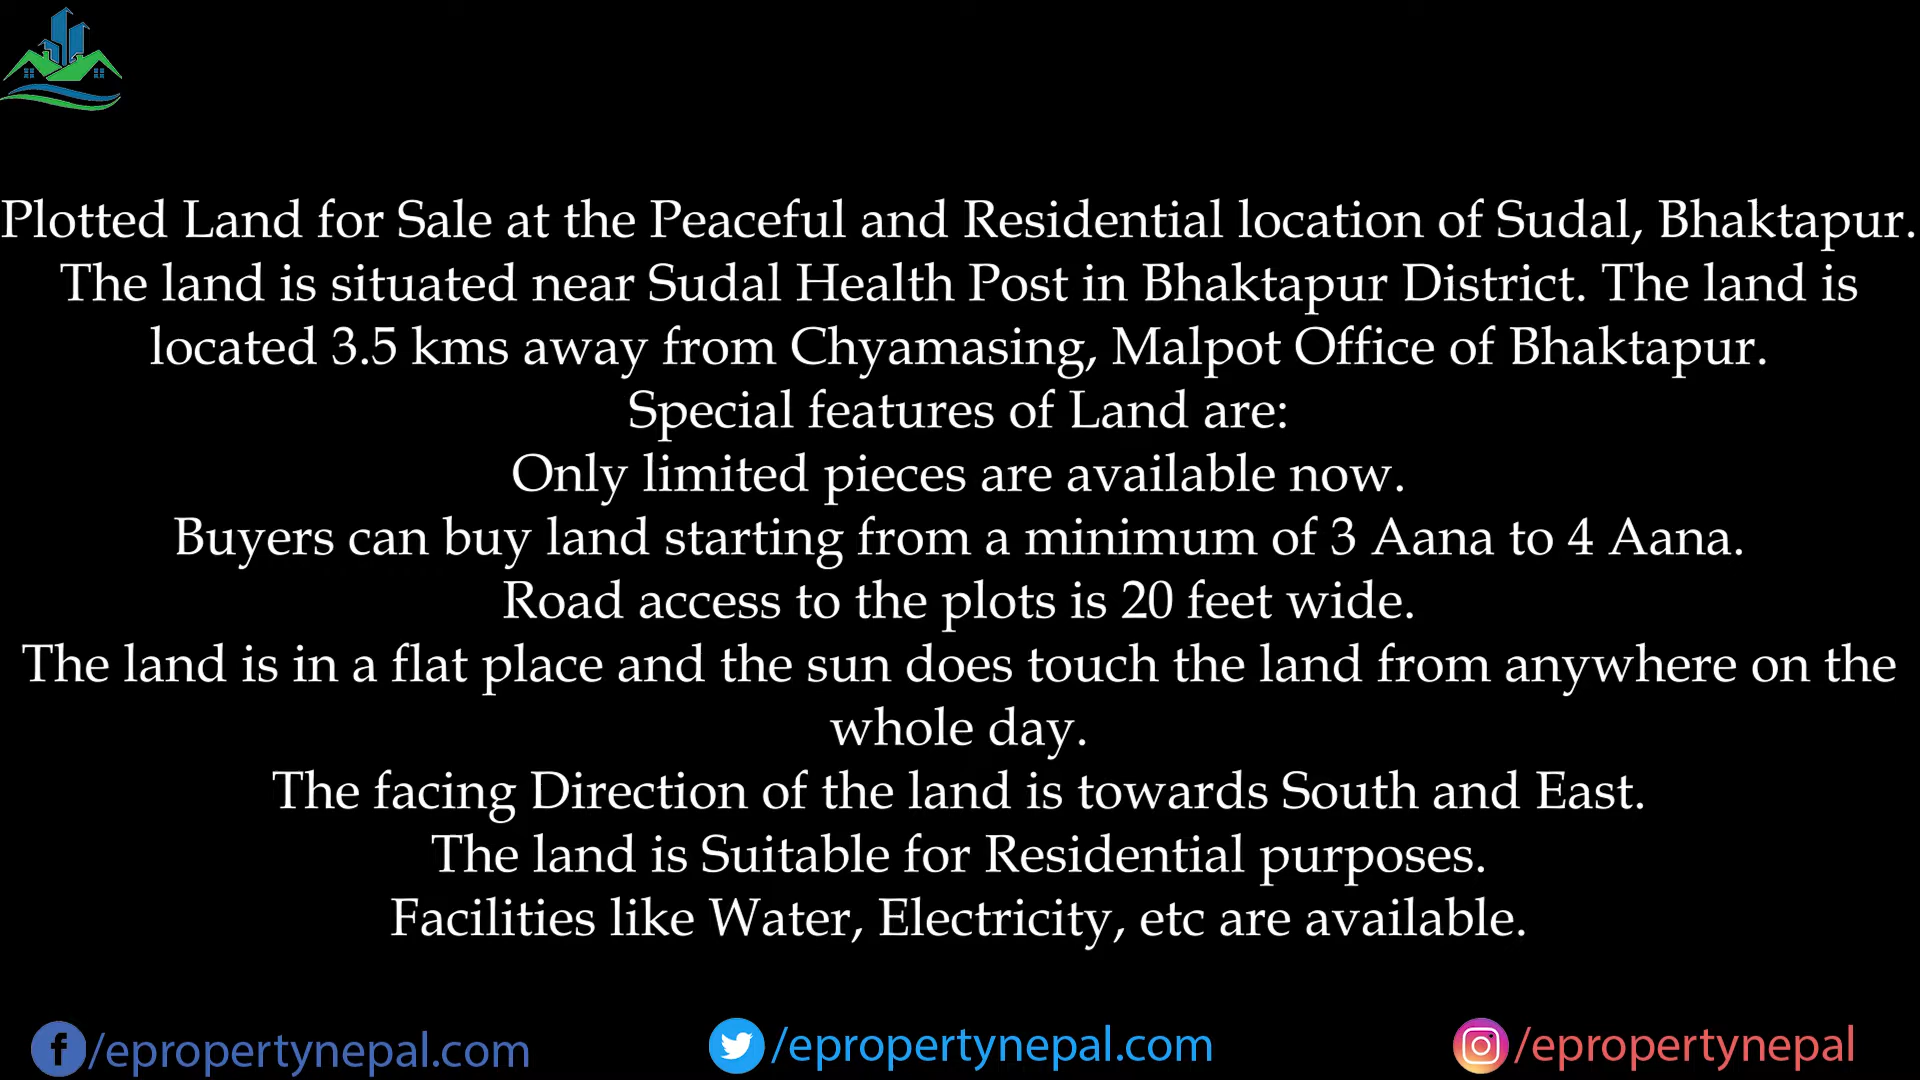 Plotted Land for Sale at the Peaceful and Residential location of Sudal, Bhaktapur.
The land is situated near Sudal Health Post in Bhaktapur District. The land is
located 3.5 kms away from Chyamasing, Malpot Office of Bhaktapur.
Special features of Land are:
Only limited pieces are available now.
Buyers can buy land starting from a minimum of 3 Aana to 4 Aana.
Road access to the plots is 20 feet wide.
The land is in a flat place and the sun does touch the land from anywhere on the
whole day.
The facing Direction of the land is towards South and East.
The land is Suitable for Residential purposes.
Facilities like Water, Electricity, etc are available.
/epropertynepal.com /epropertynepal.com /epropertynepal